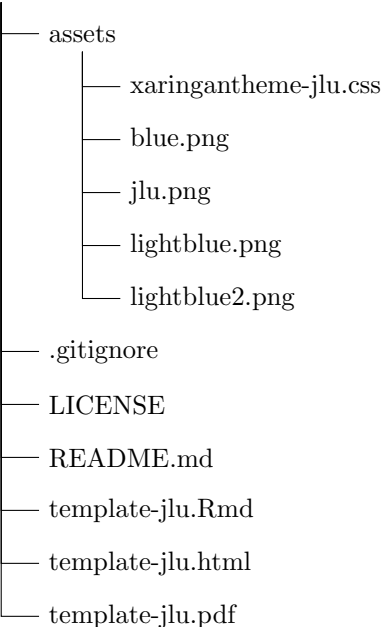 assets
xaringantheme-jlu.css
blue.png
jlu.png
lightblue.png
lightblue2.png
.gitignore
LICENSE
README.md
template-jlu.Rmd
template-jlu.html
template-jlu.pdf